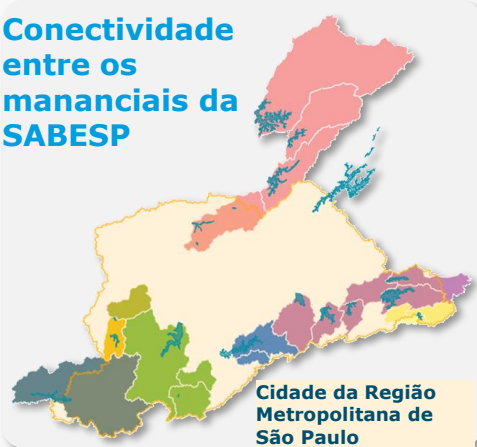 Conectividade
entre os
mananciais da
SABESP
Cidade da Região
Metropolitana de
São Paulo